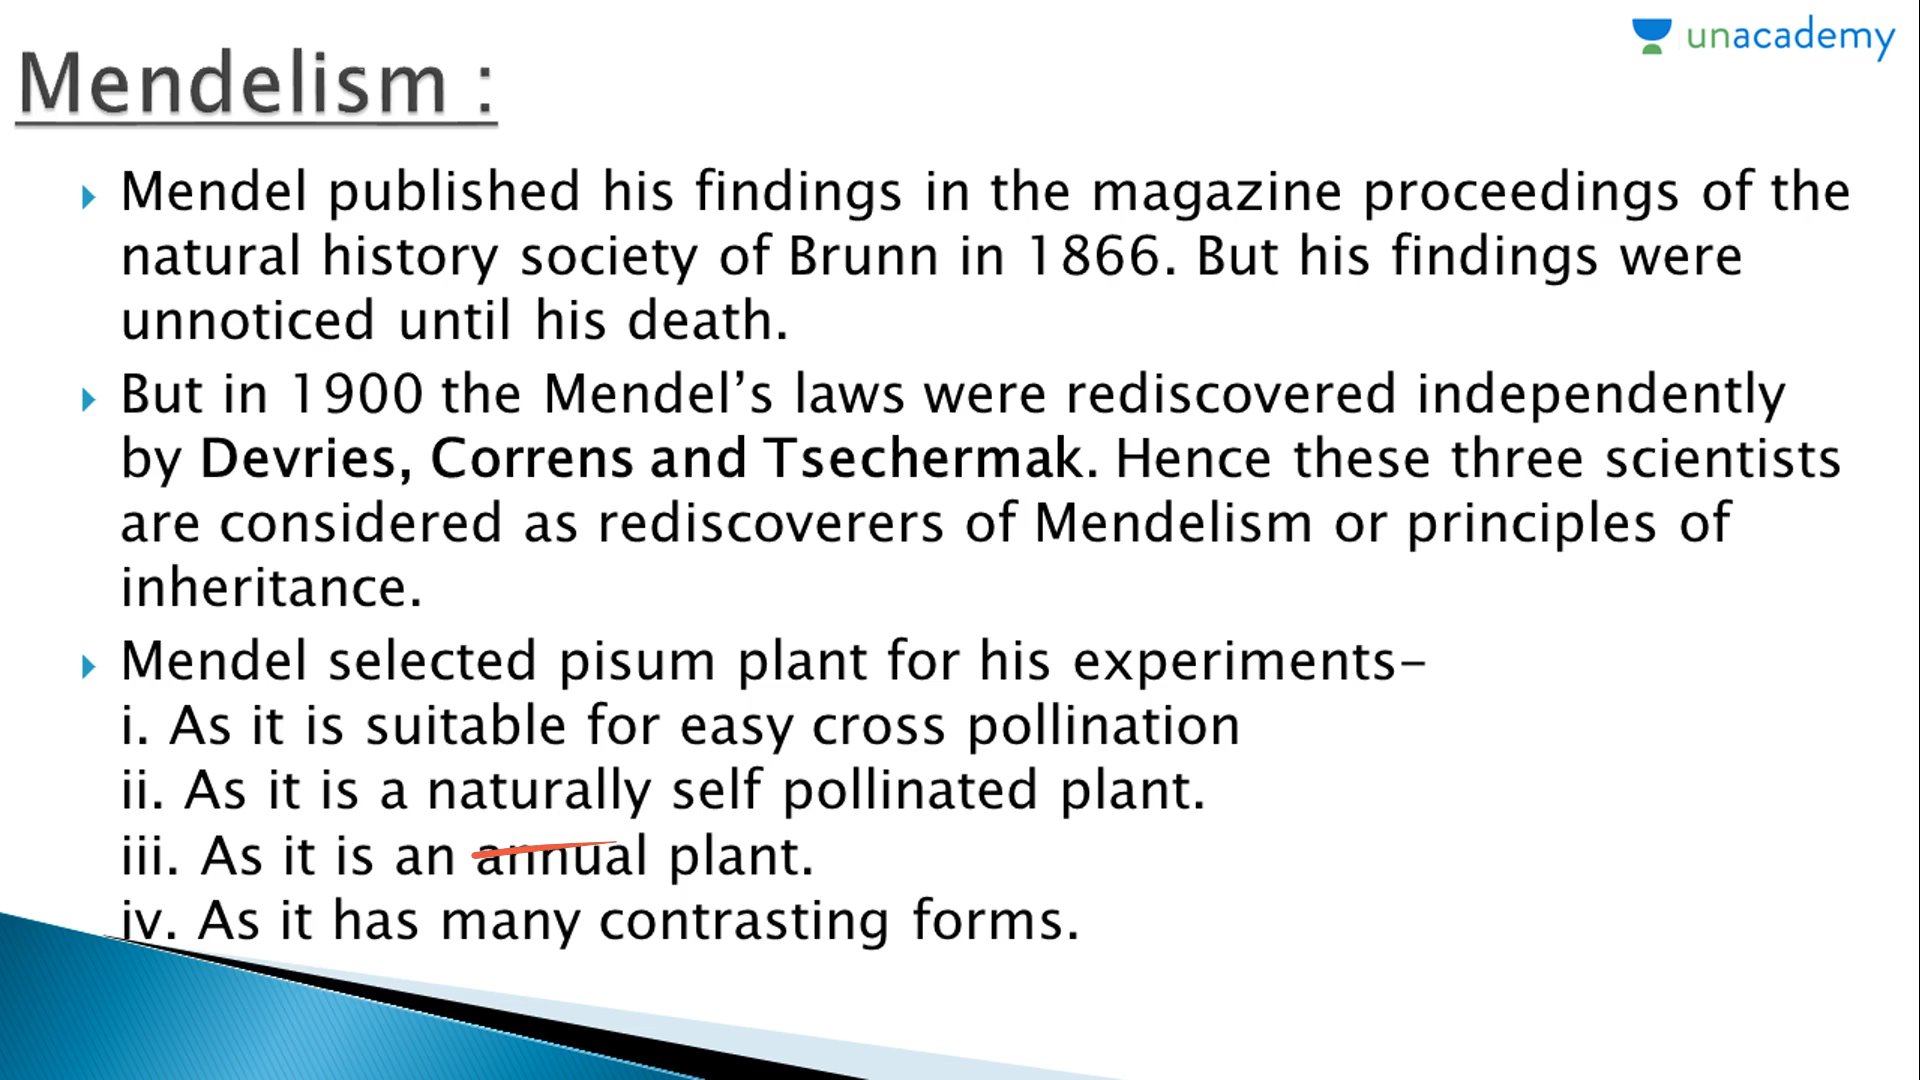 unacademy
Mendelism :
Mendel published his findings in the magazine proceedings of the
natural history society of Brunn in 1866. But his findings were
unnoticed until his death.
But in 1900 the Mendel’s laws were rediscovered independently
by Devries, Correns and Tsechermak. Hence these three scientists
are considered as rediscoverers of Mendelism or principles of
inheritance.
Mendel selected pisum plant for his experiments-
i. As it is suitable for easy cross pollination
ii. As it is a naturally self pollinated plant.
iii. As it is an annual plant.
iv. As it has many contrasting forms.